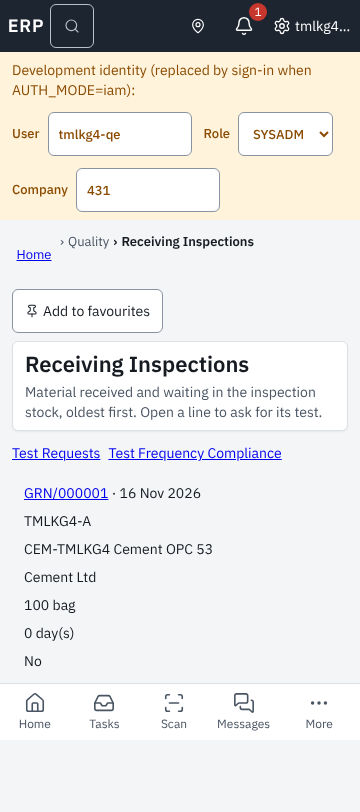 ERP
1
tmlkg4...
Development identity (replaced by sign-in when
AUTH_MODE=iam):
User tmlkg4-qe Role SYSADM
Company 431
Home › Quality › Receiving Inspections
Add to favourites
Receiving Inspections
Material received and waiting in the inspection
stock, oldest first. Open a line to ask for its test.
Test Requests Test Frequency Compliance
GRN/000001 · 16 Nov 2026
TMLKG4-A
CEM-TMLKG4 Cement OPC 53
Cement Ltd
100 bag
0 day(s)
No
Home Tasks Scan Messages More